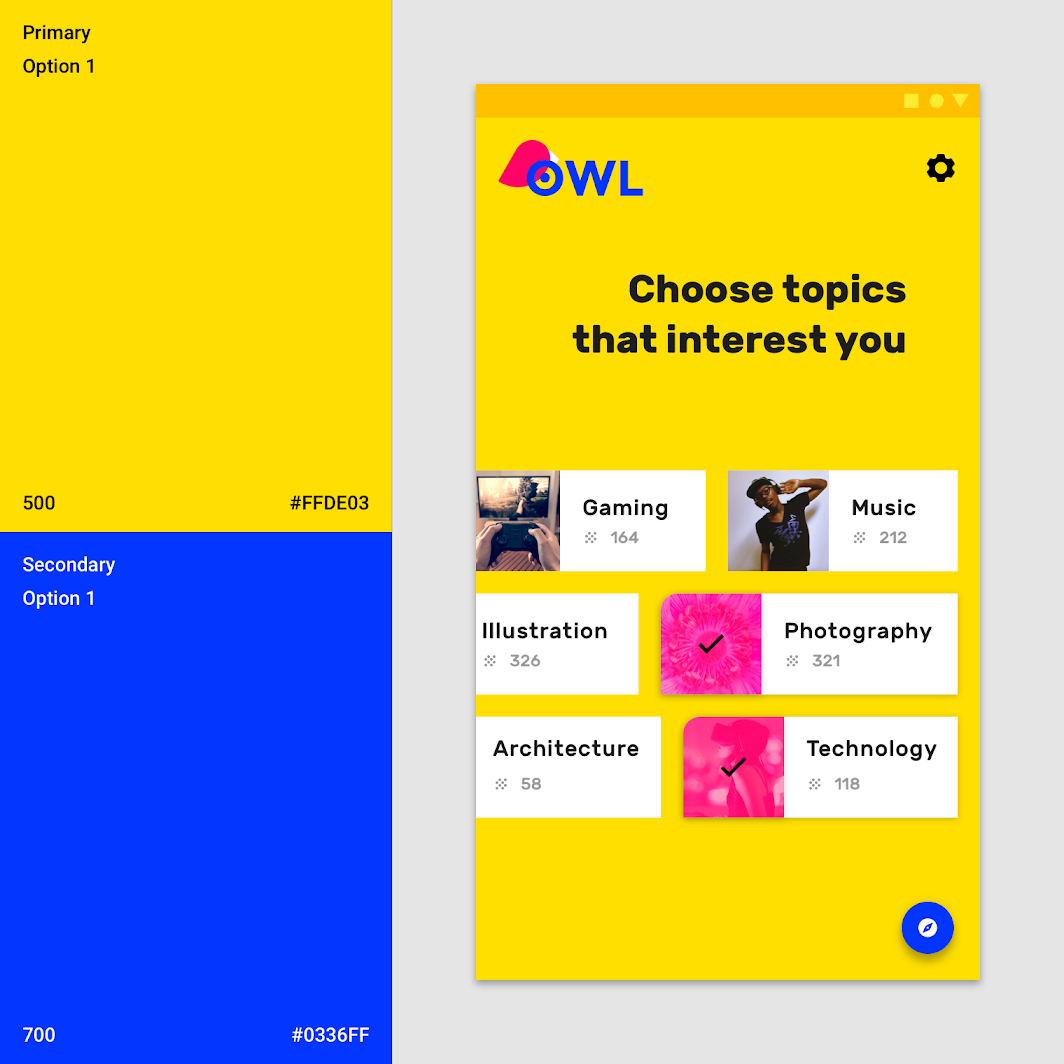 Primary
Option 1
500 #FFDE03
Secondary
Option 1
700 #0336FF
OWL
Choose topics
that interest you
Gaming
164
Music
212
Illustration
326
Photography
321
Architecture
58
Technology
118